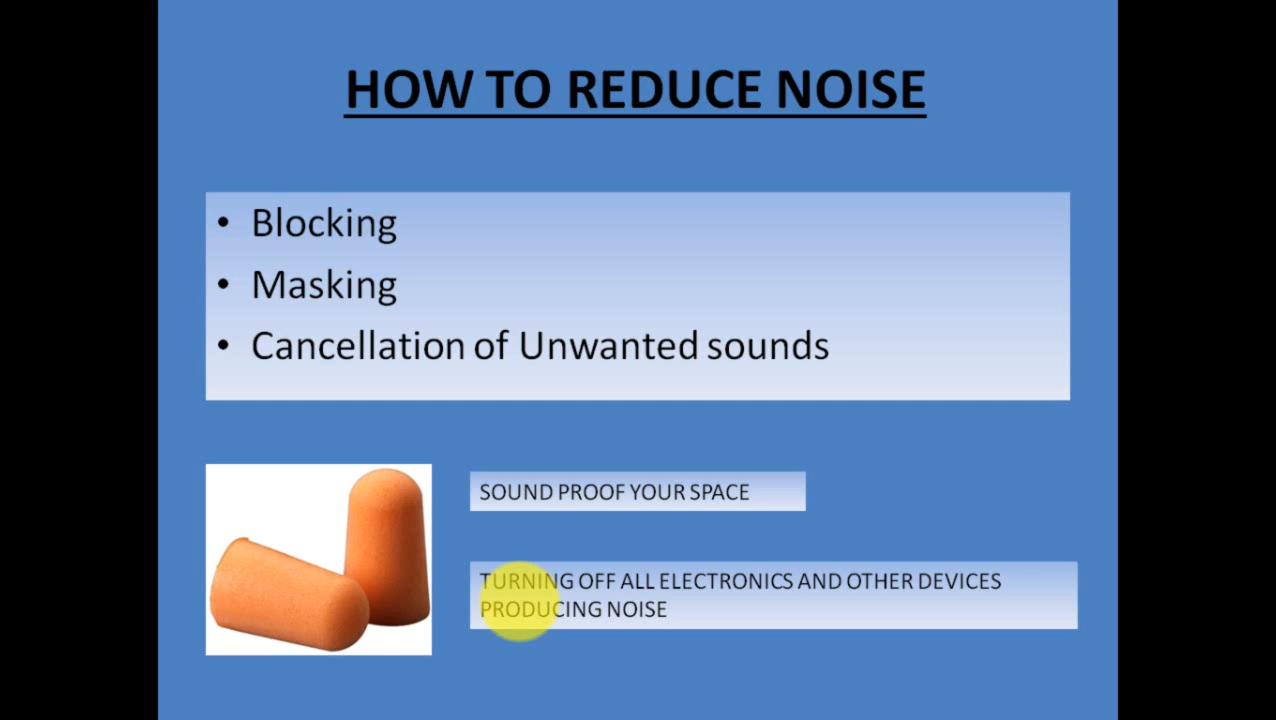 HOW TO REDUCE NOISE
• Blocking
• Masking
• Cancellation of Unwanted sounds
SOUND PROOF YOUR SPACE
TURNING OFF ALL ELECTRONICS AND OTHER DEVICES
PRODUCING NOISE